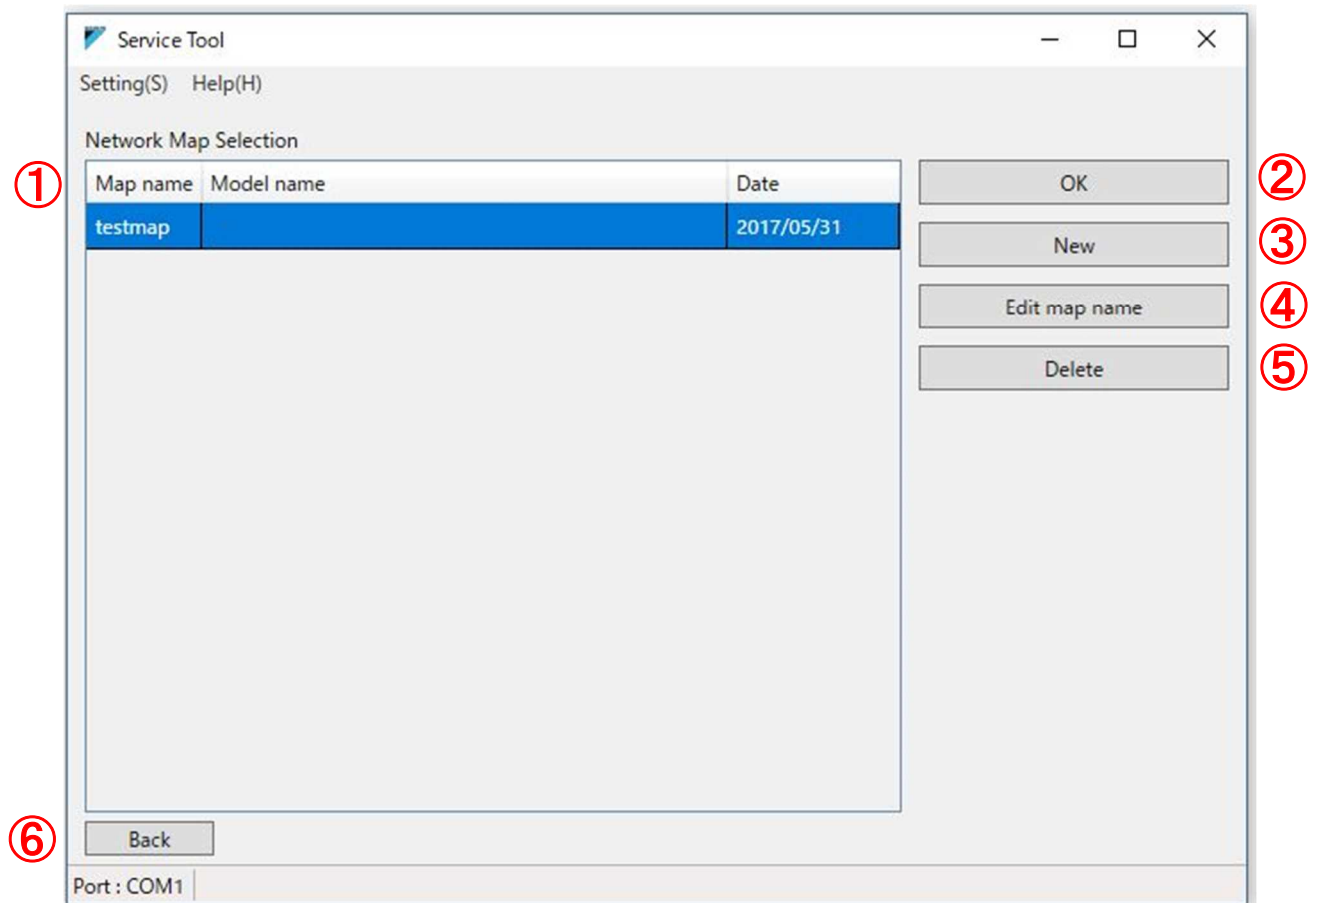 Service Tool
Setting(S) Help(H)
Network Map Selection
① Map name Model name Date
testmap 2017/05/31
OK ②
New ③
Edit map name ④
Delete ⑤
⑥ Back
Port : COM1